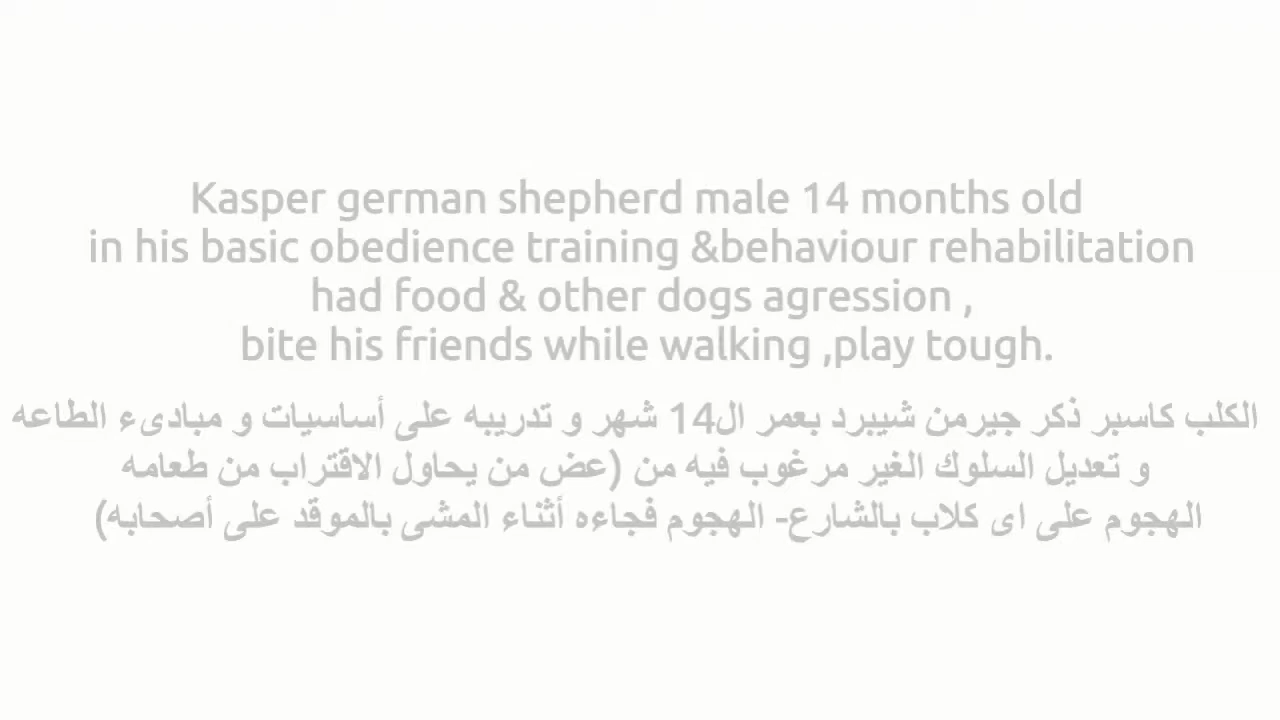 Kasper german shepherd male 14 months old
in his basic obedience training &behaviour rehabilitation
had food & other dogs agression ,
bite his friends while walking ,play tough.
الكلب كاسبر ذكر جيرمن شيبرد بعمر ال14 شهر و تدريبه على أساسيات و مبادىء الطاعه
و تعديل السلوك الغير مرغوب فيه من (عض من يحاول الاقتراب من طعامه
الهجوم على اى كلاب بالشارع- الهجوم فجاءه أثناء المشى بالموقد على أصحابه)